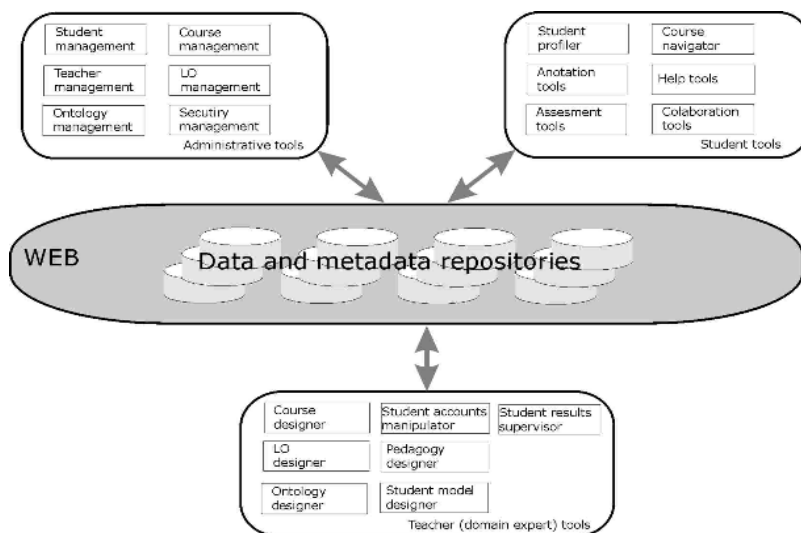 Student
management
Course
management
Teacher
management
LO
management
Ontology
management
Secutiry
management
Administrative tools
Student
profiler
Course
navigator
Anotation
tools
Help tools
Assesment
tools
Colaboration
tools
Student tools
WEB
Data and metadata repositories
Course
designer
Student accounts
manipulator
Student results
supervisor
LO
designer
Pedagogy
designer
Ontology
designer
Student model
designer
Teacher (domain expert) tools